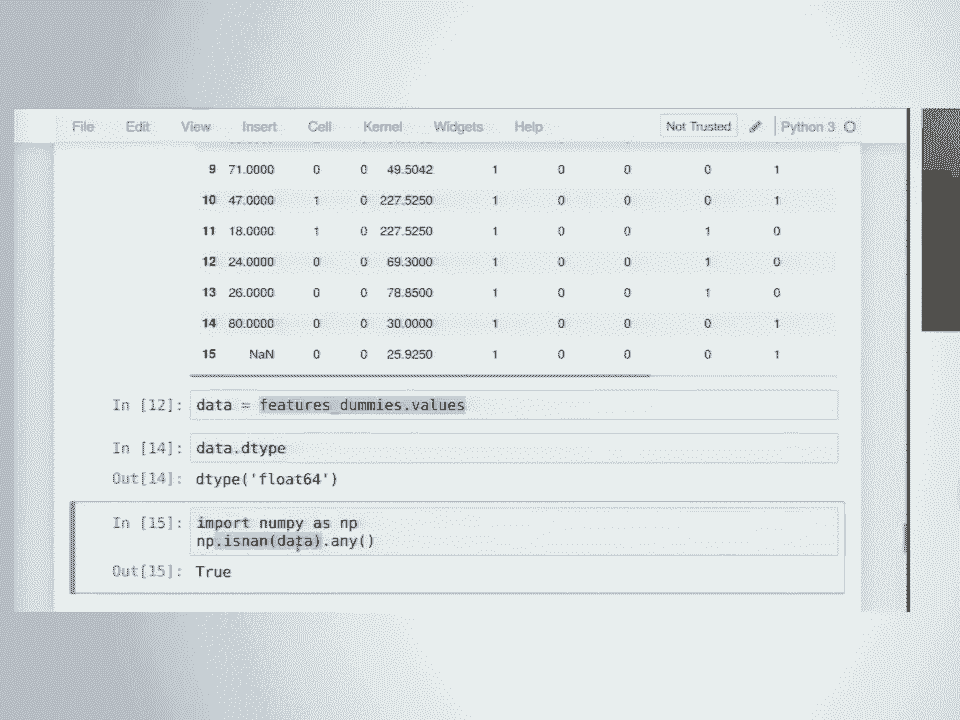 File Edit View Insert Cell Kernel Widgets Help Not Trusted Python 3
9 71.0000 0 0 49.5042 1 0 0 0 1
10 47.0000 1 0 227.5250 1 0 0 0 1
11 18.0000 1 0 227.5250 1 0 0 1 0
12 24.0000 0 0 69.3000 1 0 0 1 0
13 26.0000 0 0 78.8500 1 0 0 1 0
14 80.0000 0 0 30.0000 1 0 0 0 1
15 NaN 0 0 25.9250 1 0 0 0 1
In [12]: data = features_dummies.values
In [14]: data.dtype
Out[14]: dtype('float64')
In [15]: import numpy as np
np.isnan(data).any()
Out[15]: True